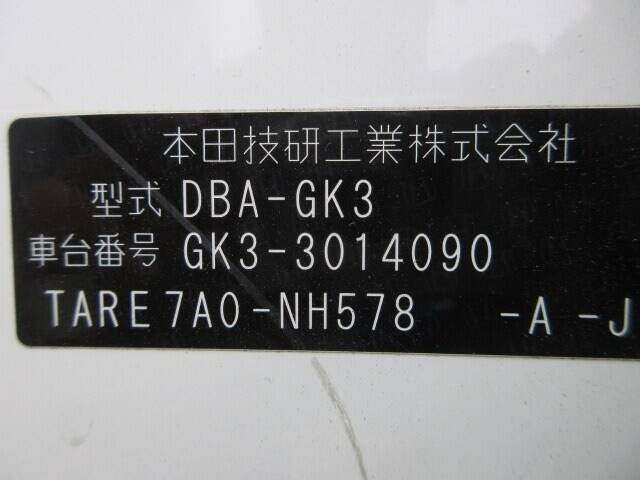 本田技研工業株式会社
型式 DBA-GK3
車台番号 GK3-3014090
TARE 7A0-NH578 -A -J